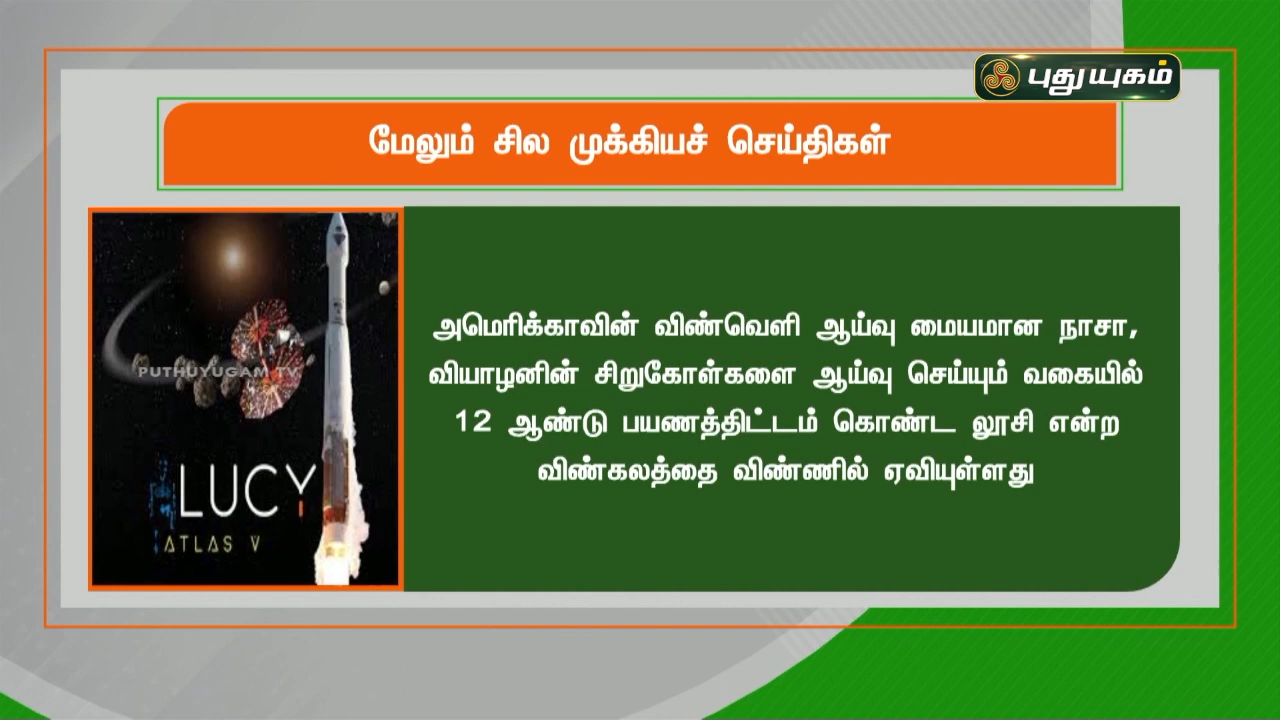 புதுயுகம்
மேலும் சில முக்கியச் செய்திகள்
அமெரிக்காவின் விண்வெளி ஆய்வு மையமான நாசா,
வியாழனின் சிறுகோள்களை ஆய்வு செய்யும் வகையில்
12 ஆண்டு பயணத்திட்டம் கொண்ட லூசி என்ற
விண்கலத்தை விண்ணில் ஏவியுள்ளது
PUTHUYUGAM TV
LUCY
ATLAS V